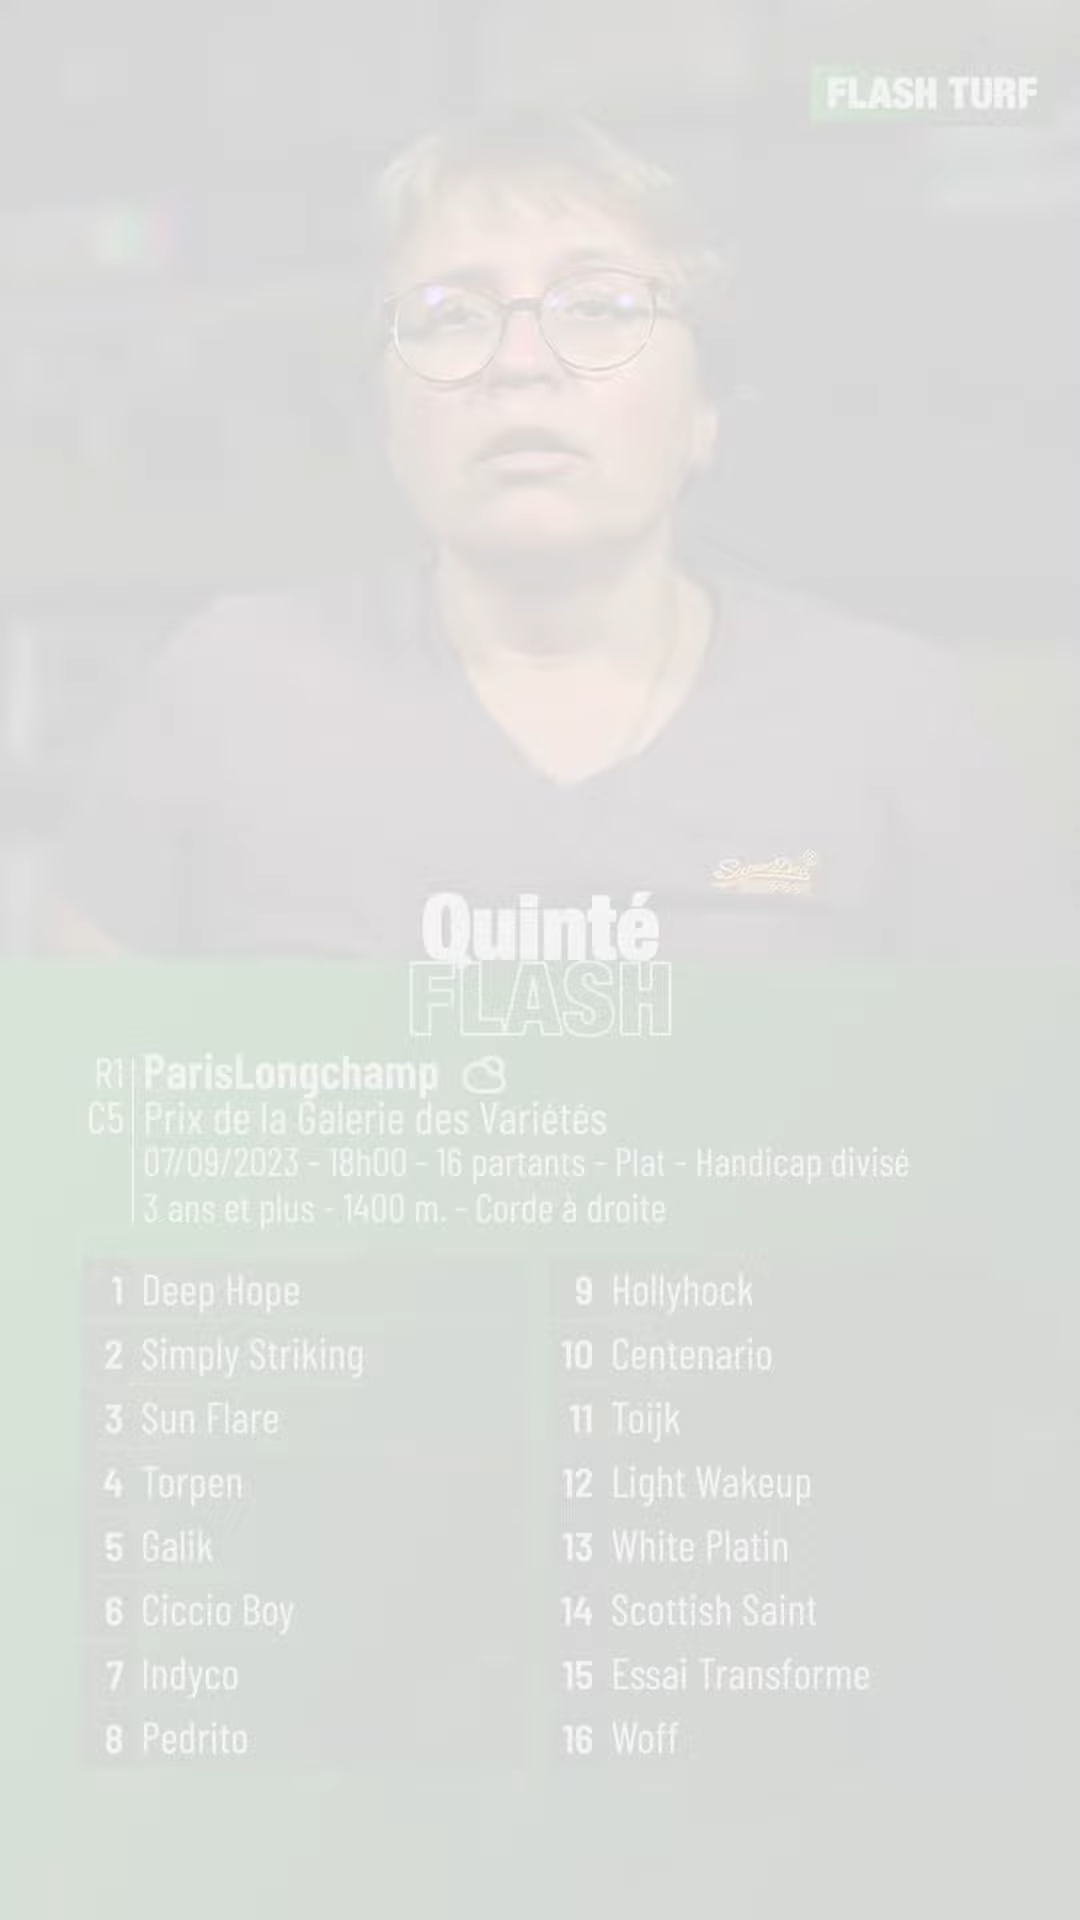 FLASH TURF
Superdry
Quinté
FLASH
R1 ParisLongchamp
C5 Prix de la Galerie des Variétés
07/09/2023 - 18h00 - 16 partants - Plat - Handicap divisé
3 ans et plus - 1400 m. - Corde à droite
1 Deep Hope
2 Simply Striking
3 Sun Flare
4 Torpen
5 Galik
6 Ciccio Boy
7 Indyco
8 Pedrito
9 Hollyhock
10 Centenario
11 Toijk
12 Light Wakeup
13 White Platin
14 Scottish Saint
15 Essai Transforme
16 Woff